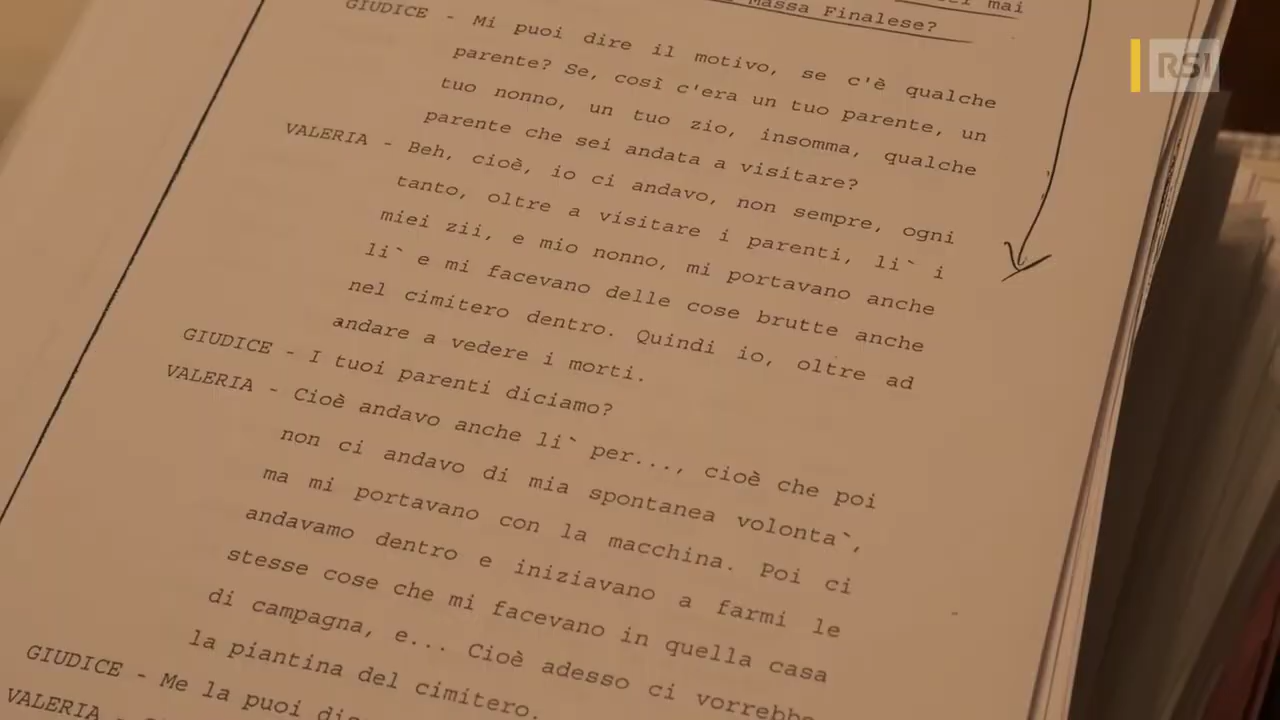 mai
Massa Finalese?
GIUDICE - Mi puoi dire il motivo, se c'è qualche
parente? Se, così c'era un tuo parente, un
tuo nonno, un tuo zio, insomma, qualche
parente che sei andata a visitare?
VALERIA - Beh, cioè, io ci andavo, non sempre, ogni
tanto, oltre a visitare i parenti, li` i
miei zii, e mio nonno, mi portavano anche
li` e mi facevano delle cose brutte anche
nel cimitero dentro. Quindi io, oltre ad
andare a vedere i morti.
GIUDICE - I tuoi parenti diciamo?
VALERIA - Cioè andavo anche li` per..., cioè che poi
non ci andavo di mia spontanea volonta`,
ma mi portavano con la macchina. Poi ci
andavamo dentro e iniziavano a farmi le
stesse cose che mi facevano in quella casa
di campagna, e... Cioè adesso ci vorrebbe
la piantina del cimitero.
GIUDICE - Me la puoi
VALERIA -
RSI